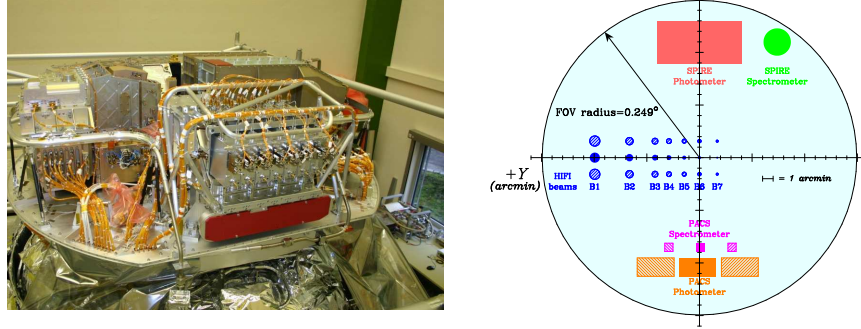 SPIRE
Photometer
SPIRE
Spectrometer
FOV radius=0.249°
+Y
(arcmin)
HIFI
beams
B1
B2
B3
B4
B5
B6
B7
= 1 arcmin
PACS
Spectrometer
PACS
Photometer